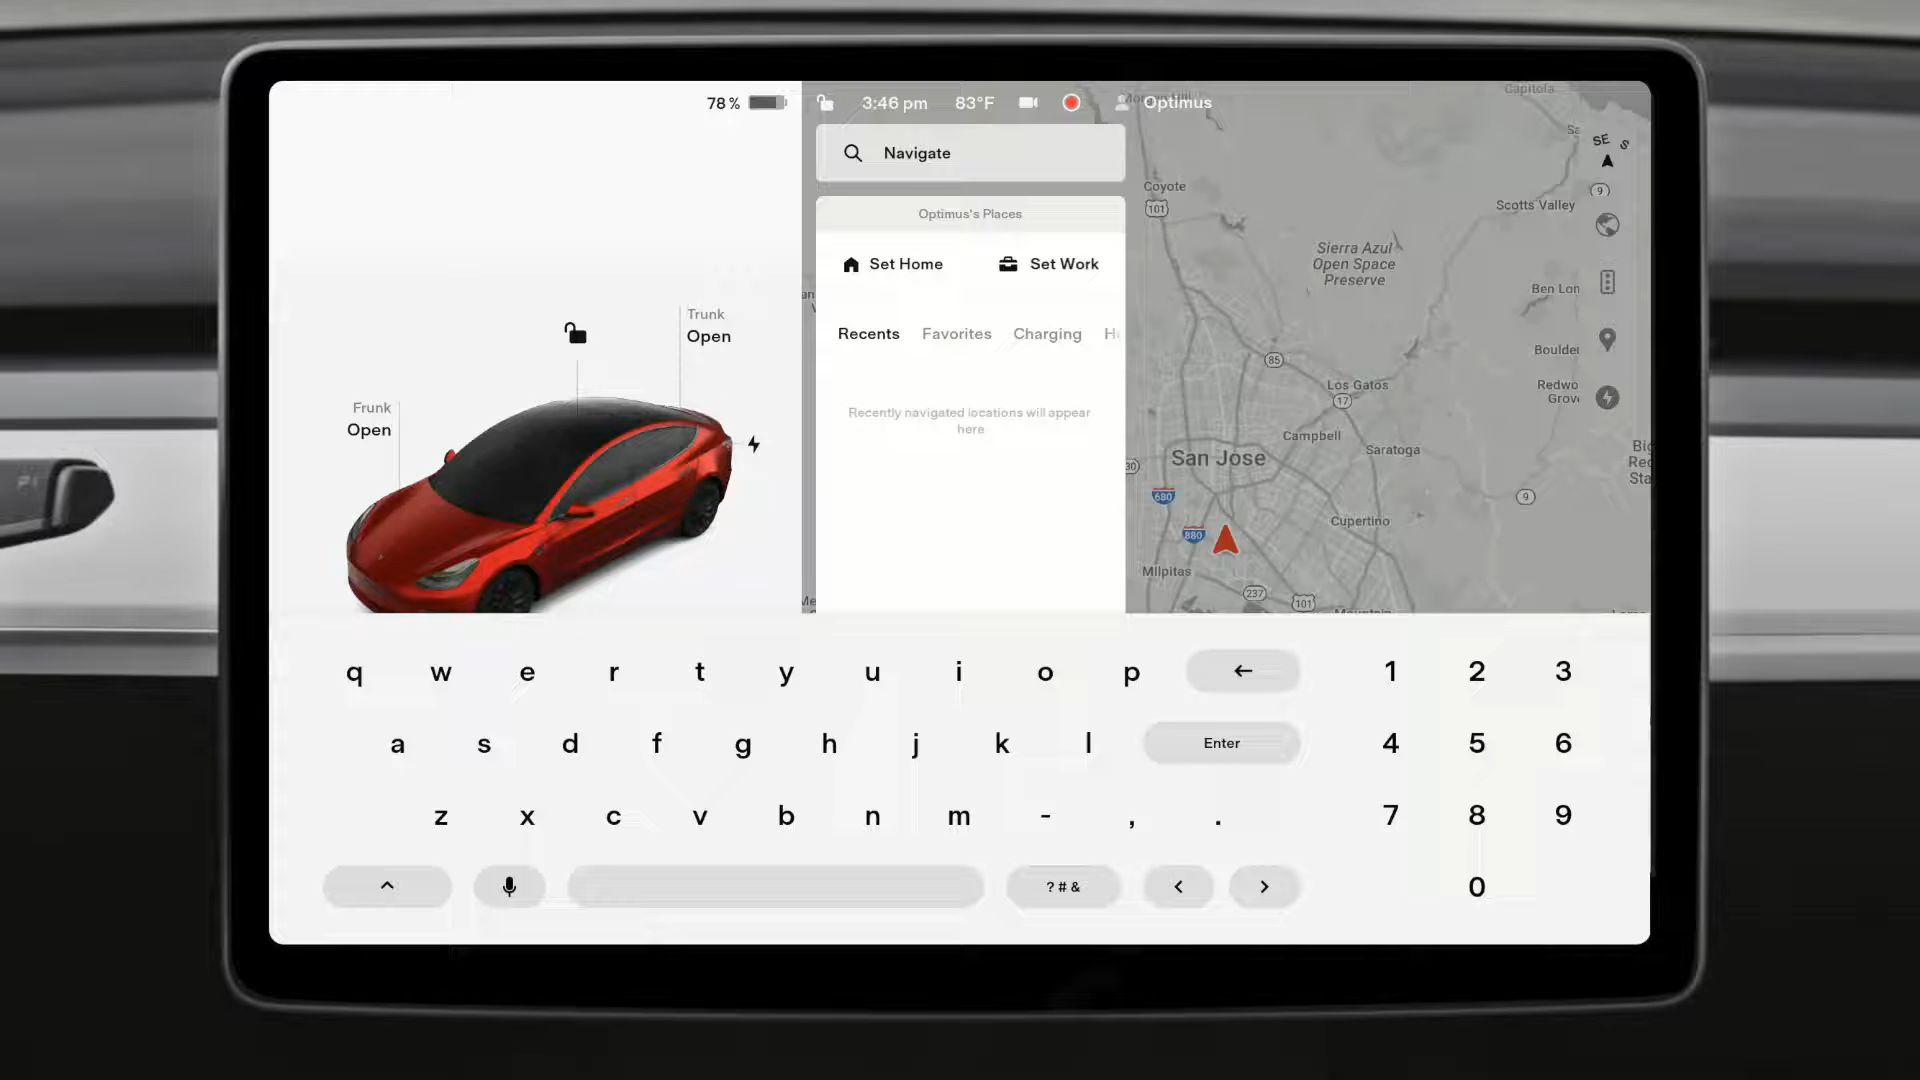 78 %
3:46 pm
83°F
Optimus
Navigate
Optimus's Places
Set Home
Set Work
Recents
Favorites
Charging
Recently navigated locations will appear
here
Trunk
Open
Frunk
Open
Capitola
SE
S
Coyote
101
9
Scotts Valley
Sierra Azul
Open Space
Preserve
85
Los Gatos
17
Campbell
Saratoga
San Jose
680
9
Cupertino
880
Milpitas
237
101
q w e r t y u i o p ← 1 2 3
a s d f g h j k l Enter 4 5 6
z x c v b n m - , . 7 8 9
? # & < > 0